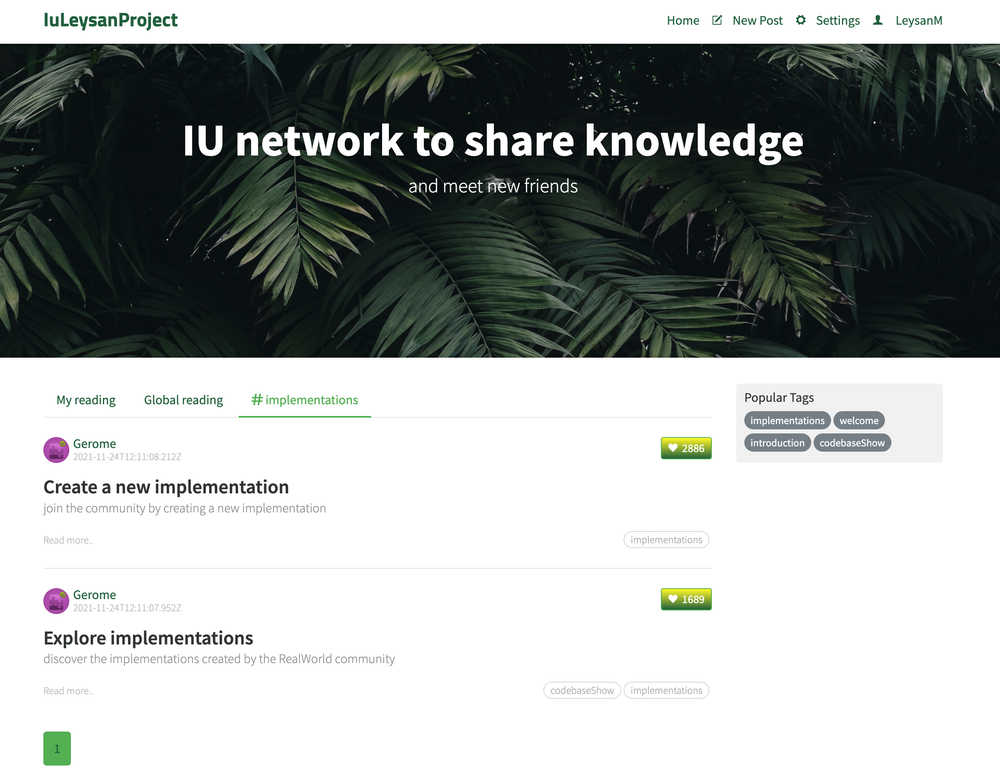 IuLeysanProject
Home New Post Settings LeysanM
IU network to share knowledge
and meet new friends
My reading Global reading # implementations
Gerome
2021-11-24T12:11:08.212Z
2886
Create a new implementation
join the community by creating a new implementation
Read more..
implementations
Gerome
2021-11-24T12:11:07.952Z
1689
Explore implementations
discover the implementations created by the RealWorld community
Read more..
codebaseShow implementations
1
Popular Tags
implementations welcome
introduction codebaseShow